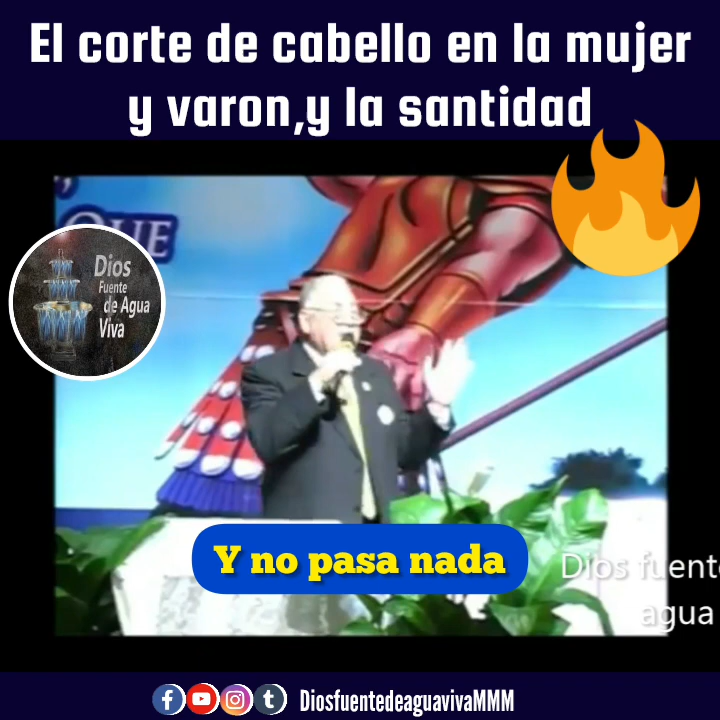 El corte de cabello en la mujer
y varon,y la santidad
QUE
Dios
Fuente
de Agua
Viva
Y no pasa nada
Dios fuente
agua
DiosfuentedeaguavivaMMM